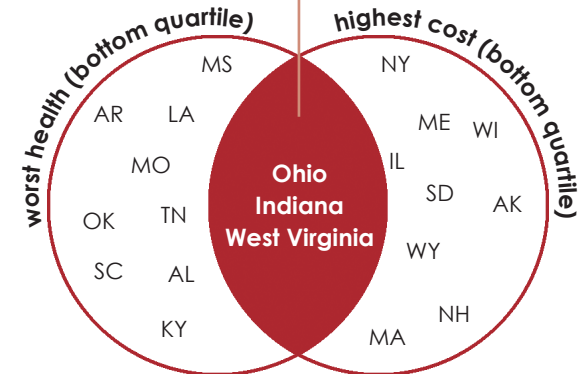 worst health (bottom quartile)
highest cost (bottom quartile)
MS
AR
LA
MO
OK
TN
SC
AL
KY
Ohio
Indiana
West Virginia
NY
ME
WI
IL
SD
AK
WY
NH
MA